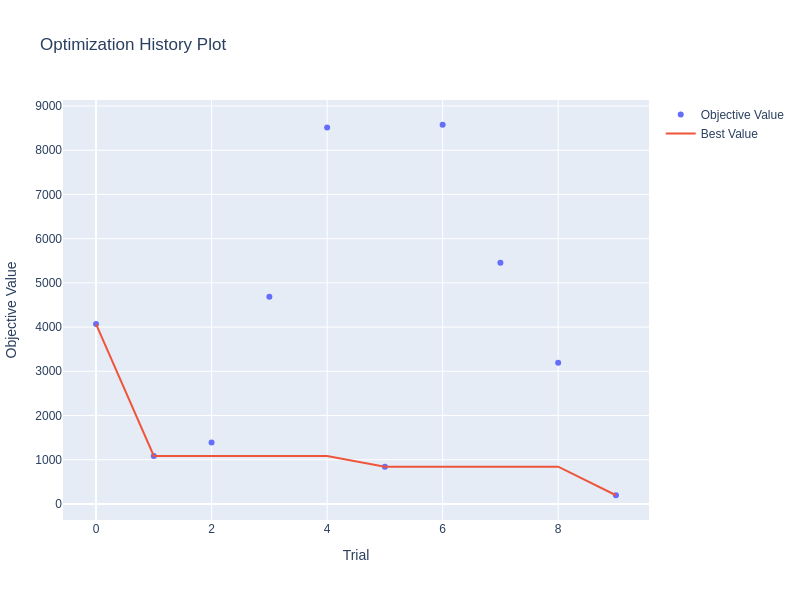 Optimization History Plot
9000
8000
7000
6000
5000
4000
3000
2000
1000
0
Objective Value
0 2 4 6 8
Trial
Objective Value
Best Value